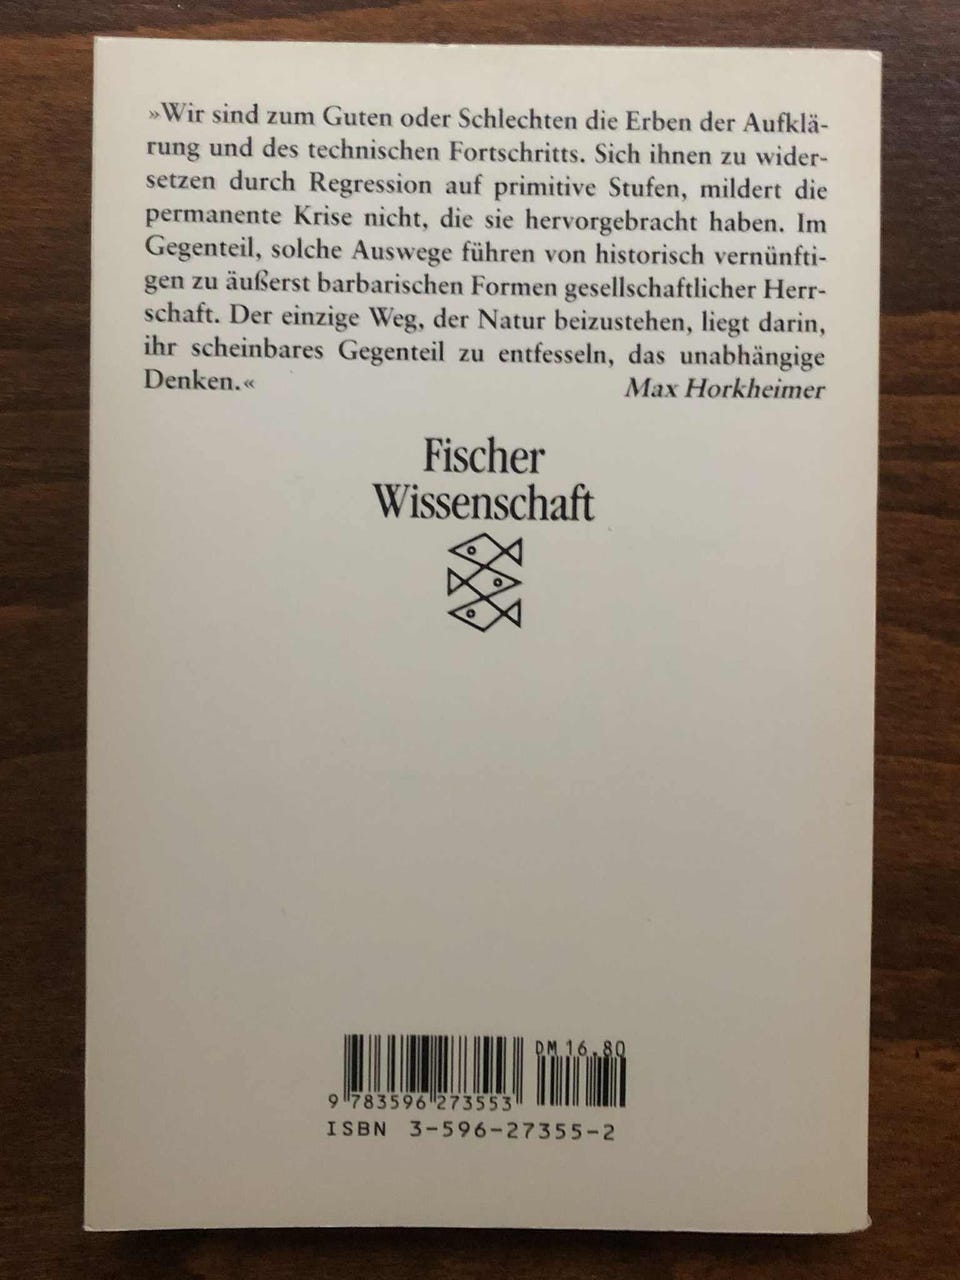 »Wir sind zum Guten oder Schlechten die Erben der Aufklä-
rung und des technischen Fortschritts. Sich ihnen zu wider-
setzen durch Regression auf primitive Stufen, mildert die
permanente Krise nicht, die sie hervorgebracht haben. Im
Gegenteil, solche Auswege führen von historisch vernünfti-
gen zu äußerst barbarischen Formen gesellschaftlicher Herr-
schaft. Der einzige Weg, der Natur beizustehen, liegt darin,
ihr scheinbares Gegenteil zu entfesseln, das unabhängige
Denken.« Max Horkheimer
Fischer
Wissenschaft
DM 16.80
9 783596 273553
ISBN 3-596-27355-2